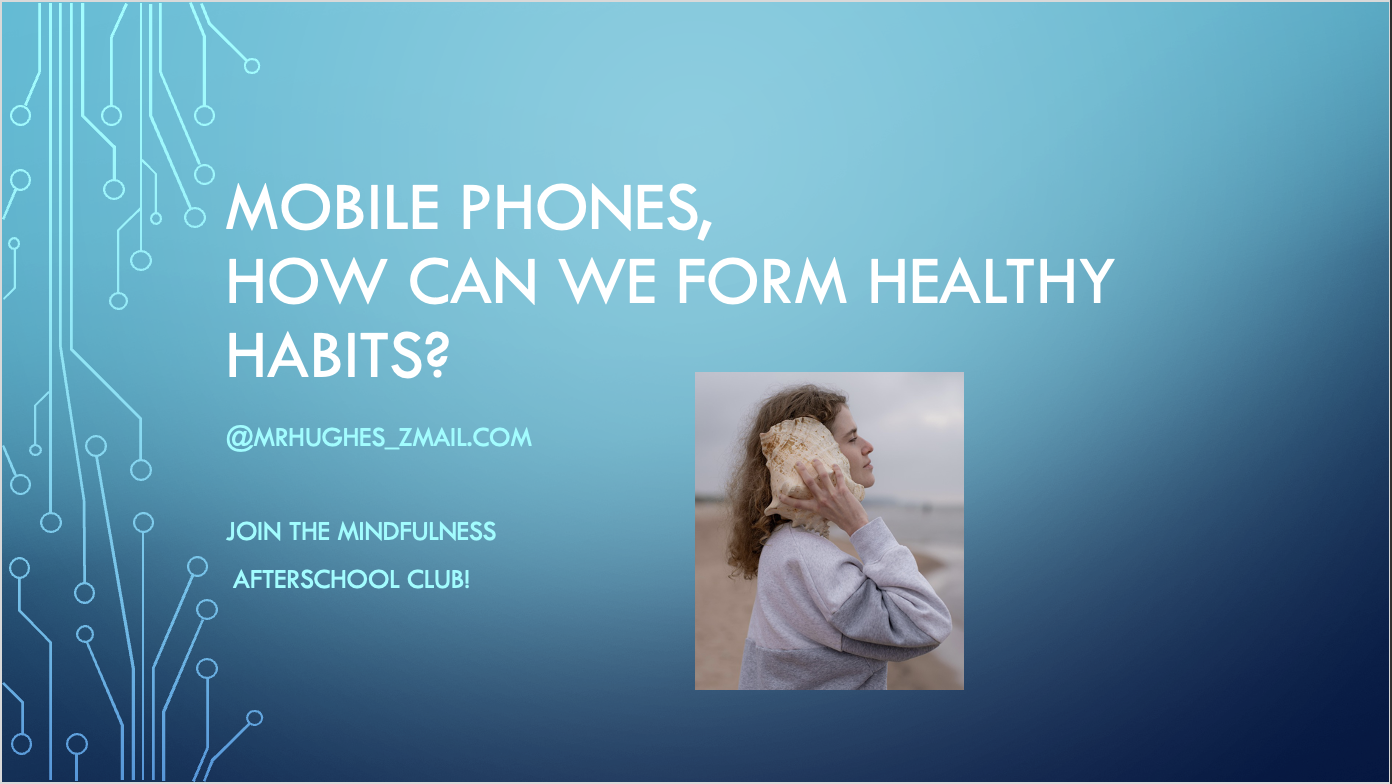 MOBILE PHONES,
HOW CAN WE FORM HEALTHY
HABITS?
@MRHUGHES_ZMAIL.COM
JOIN THE MINDFULNESS
AFTERSCHOOL CLUB!